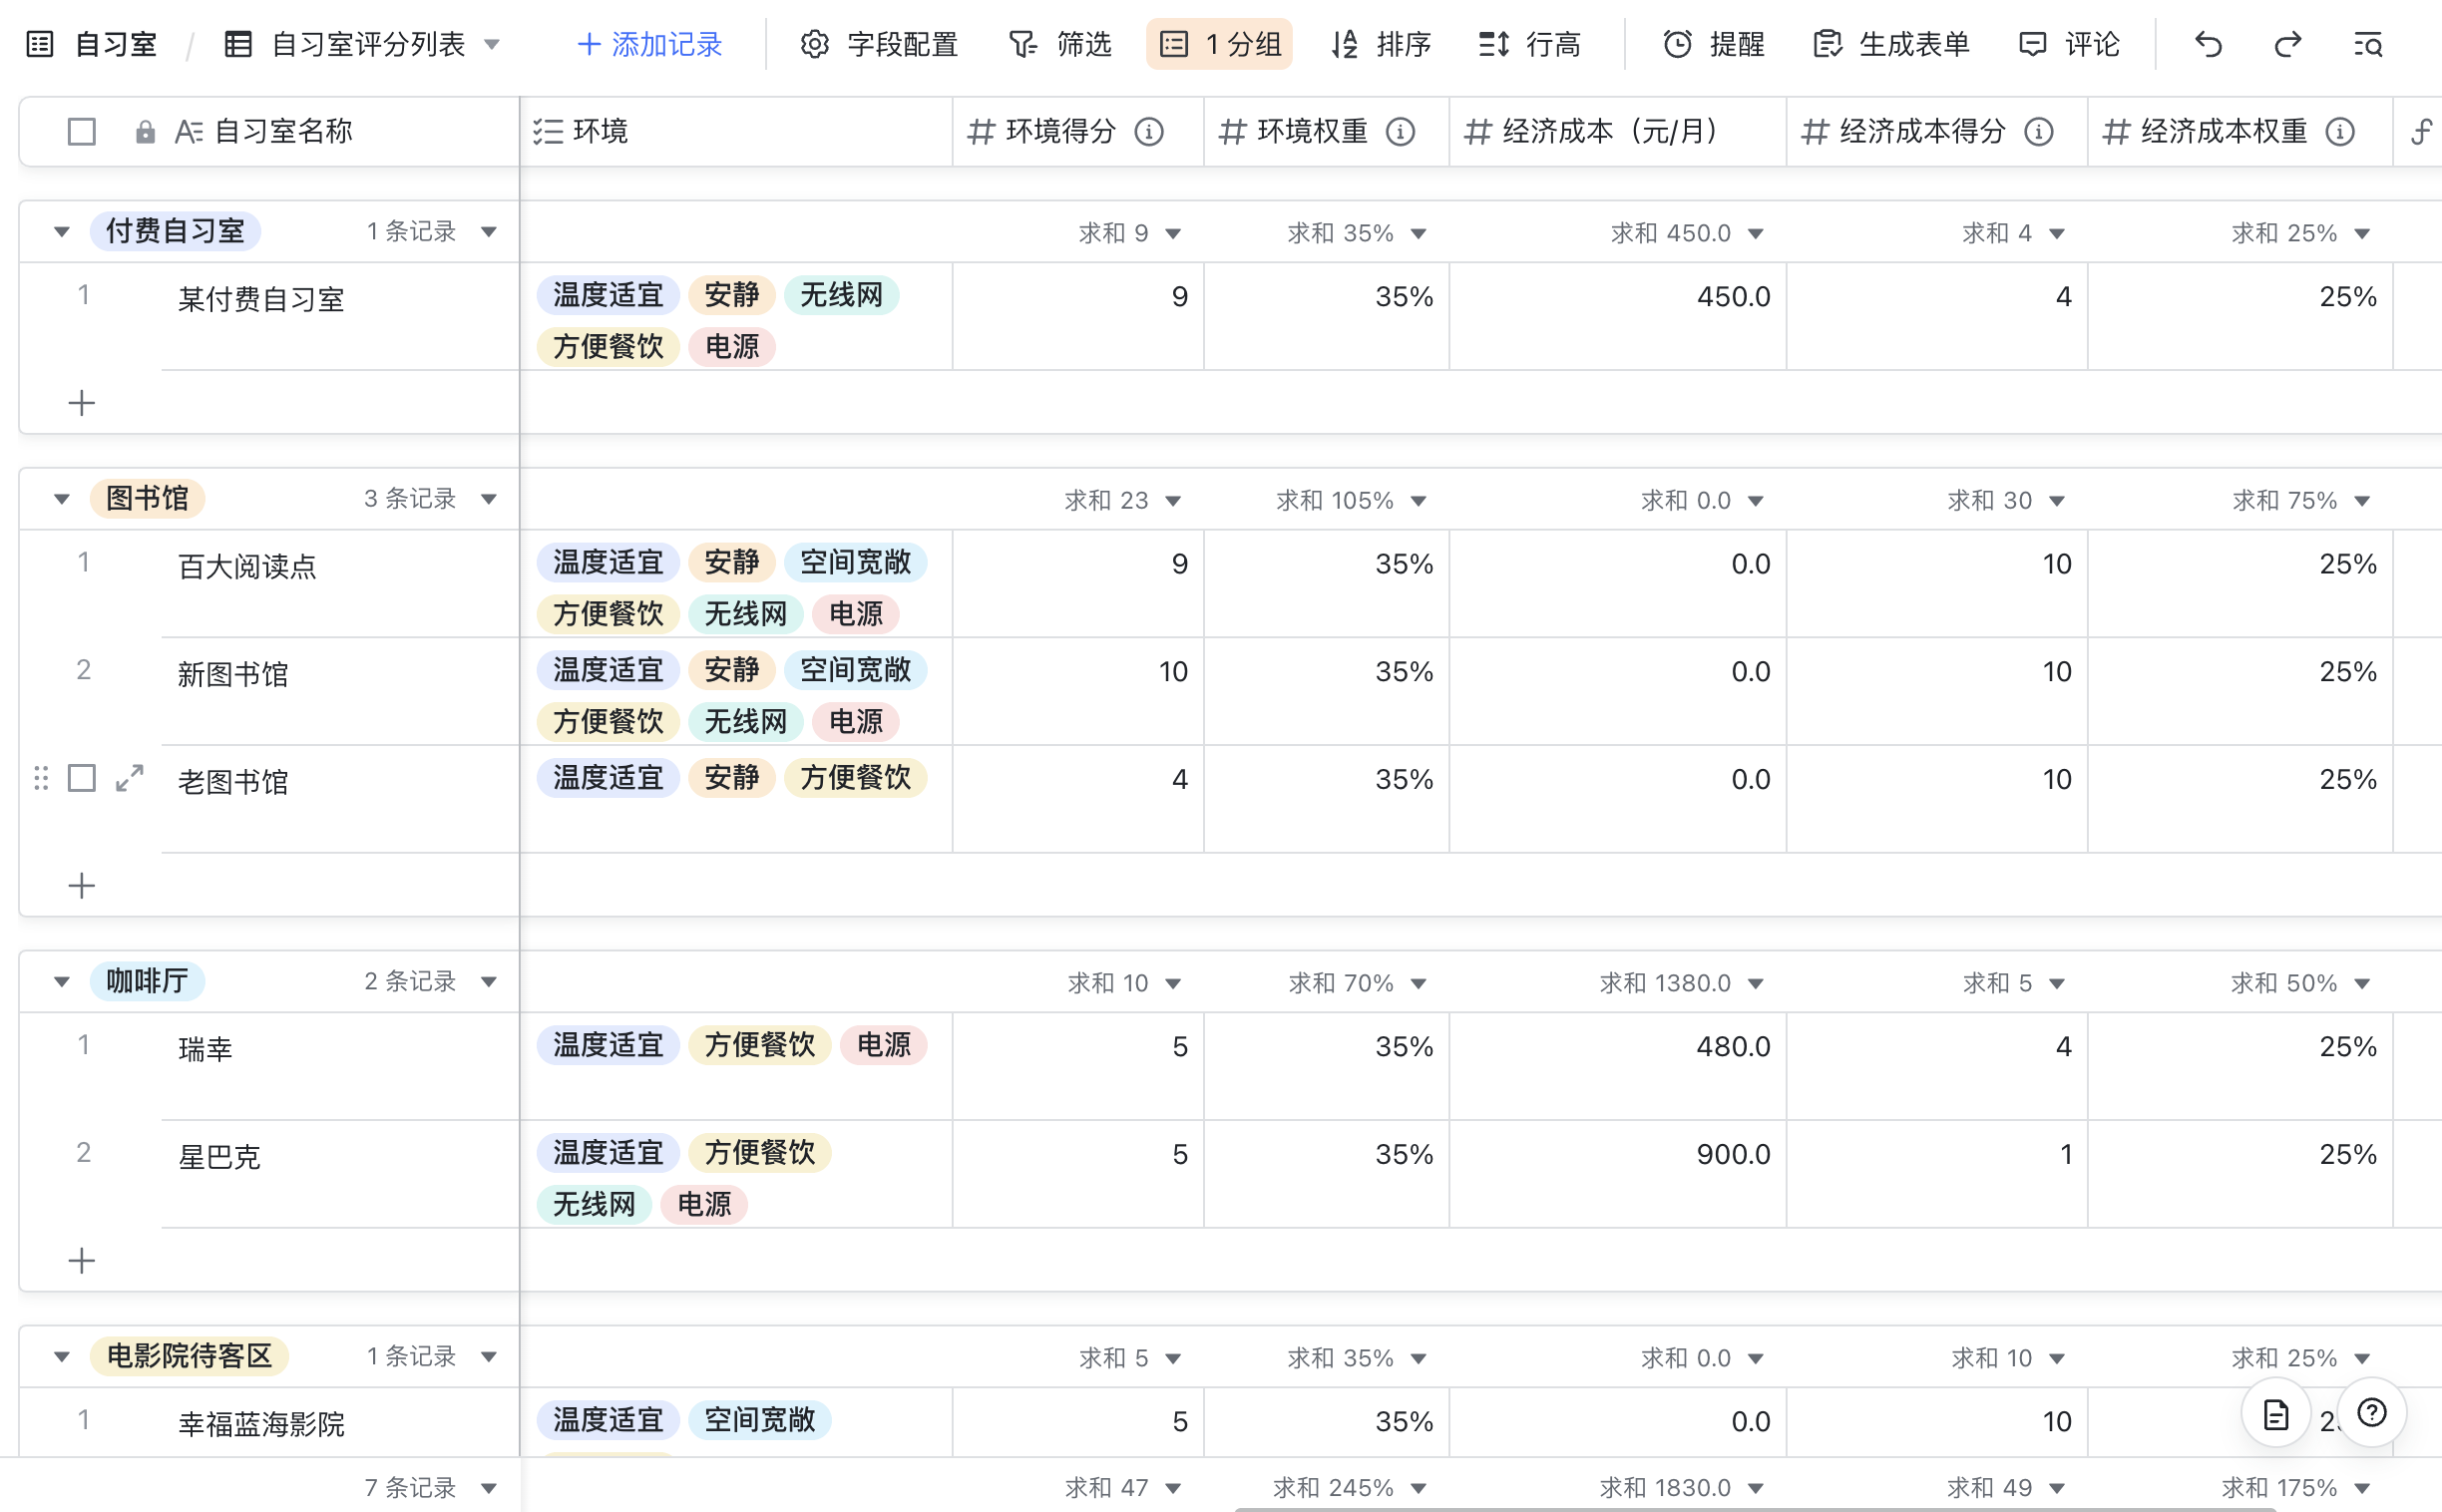 自习室 / 自习室评分列表 添加记录 字段配置 筛选 1 分组 排序 行高 提醒 生成表单 评论
自习室名称 环境 环境得分 环境权重 经济成本（元/月） 经济成本得分 经济成本权重
付费自习室 1 条记录 求和 9 求和 35% 求和 450.0 求和 4 求和 25%
1 某付费自习室 温度适宜 安静 无线网 9 35% 450.0 4 25%
方便餐饮 电源
图书馆 3 条记录 求和 23 求和 105% 求和 0.0 求和 30 求和 75%
1 百大阅读点 温度适宜 安静 空间宽敞 9 35% 0.0 10 25%
方便餐饮 无线网 电源
2 新图书馆 温度适宜 安静 空间宽敞 10 35% 0.0 10 25%
方便餐饮 无线网 电源
老图书馆 温度适宜 安静 方便餐饮 4 35% 0.0 10 25%
咖啡厅 2 条记录 求和 10 求和 70% 求和 1380.0 求和 5 求和 50%
1 瑞幸 温度适宜 方便餐饮 电源 5 35% 480.0 4 25%
2 星巴克 温度适宜 方便餐饮 5 35% 900.0 1 25%
无线网 电源
电影院待客区 1 条记录 求和 5 求和 35% 求和 0.0 求和 10 求和 25%
1 幸福蓝海影院 温度适宜 空间宽敞 5 35% 0.0 10
7 条记录 求和 47 求和 245% 求和 1830.0 求和 49 求和 175%